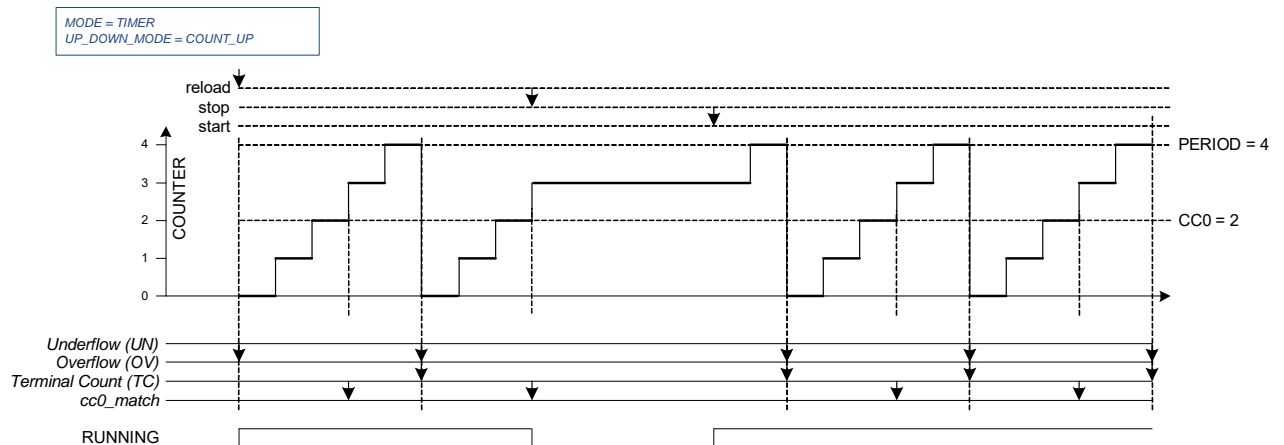 MODE = TIMER
UP_DOWN_MODE = COUNT_UP
reload
stop
start
4
PERIOD = 4
3
COUNTER
2
CC0 = 2
1
0
Underflow (UN)
Overflow (OV)
Terminal Count (TC)
cc0_match
RUNNING